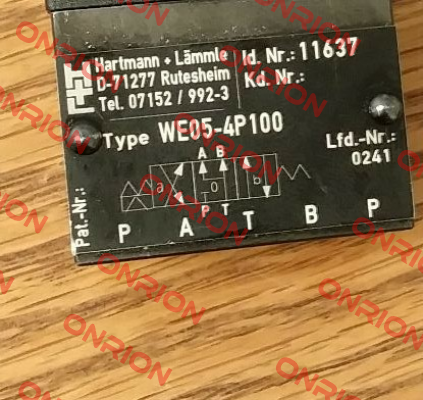 Hartmann + Lämmle
D-71277 Rutesheim
Tel. 07152 / 992-3
Id. Nr.: 11637
Kd. Nr.:
Type WE05-4P100
Lfd.-Nr.:
0241
A B
a 0 b
P T
Pat.-Nr.:
P A T B P
ONRION
ONRION
ONRION
ONRION
ONRION
ONRION